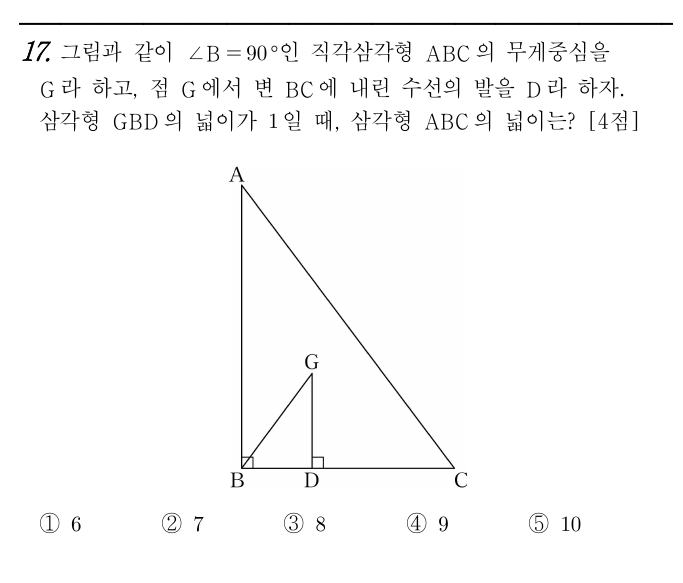 17. 그림과 같이 ∠B=90°인 직각삼각형 ABC의 무게중심을
G라 하고, 점 G에서 변 BC에 내린 수선의 발을 D라 하자.
삼각형 GBD의 넓이가 1일 때, 삼각형 ABC의 넓이는? [4점]
A
G
B D C
① 6 ② 7 ③ 8 ④ 9 ⑤ 10